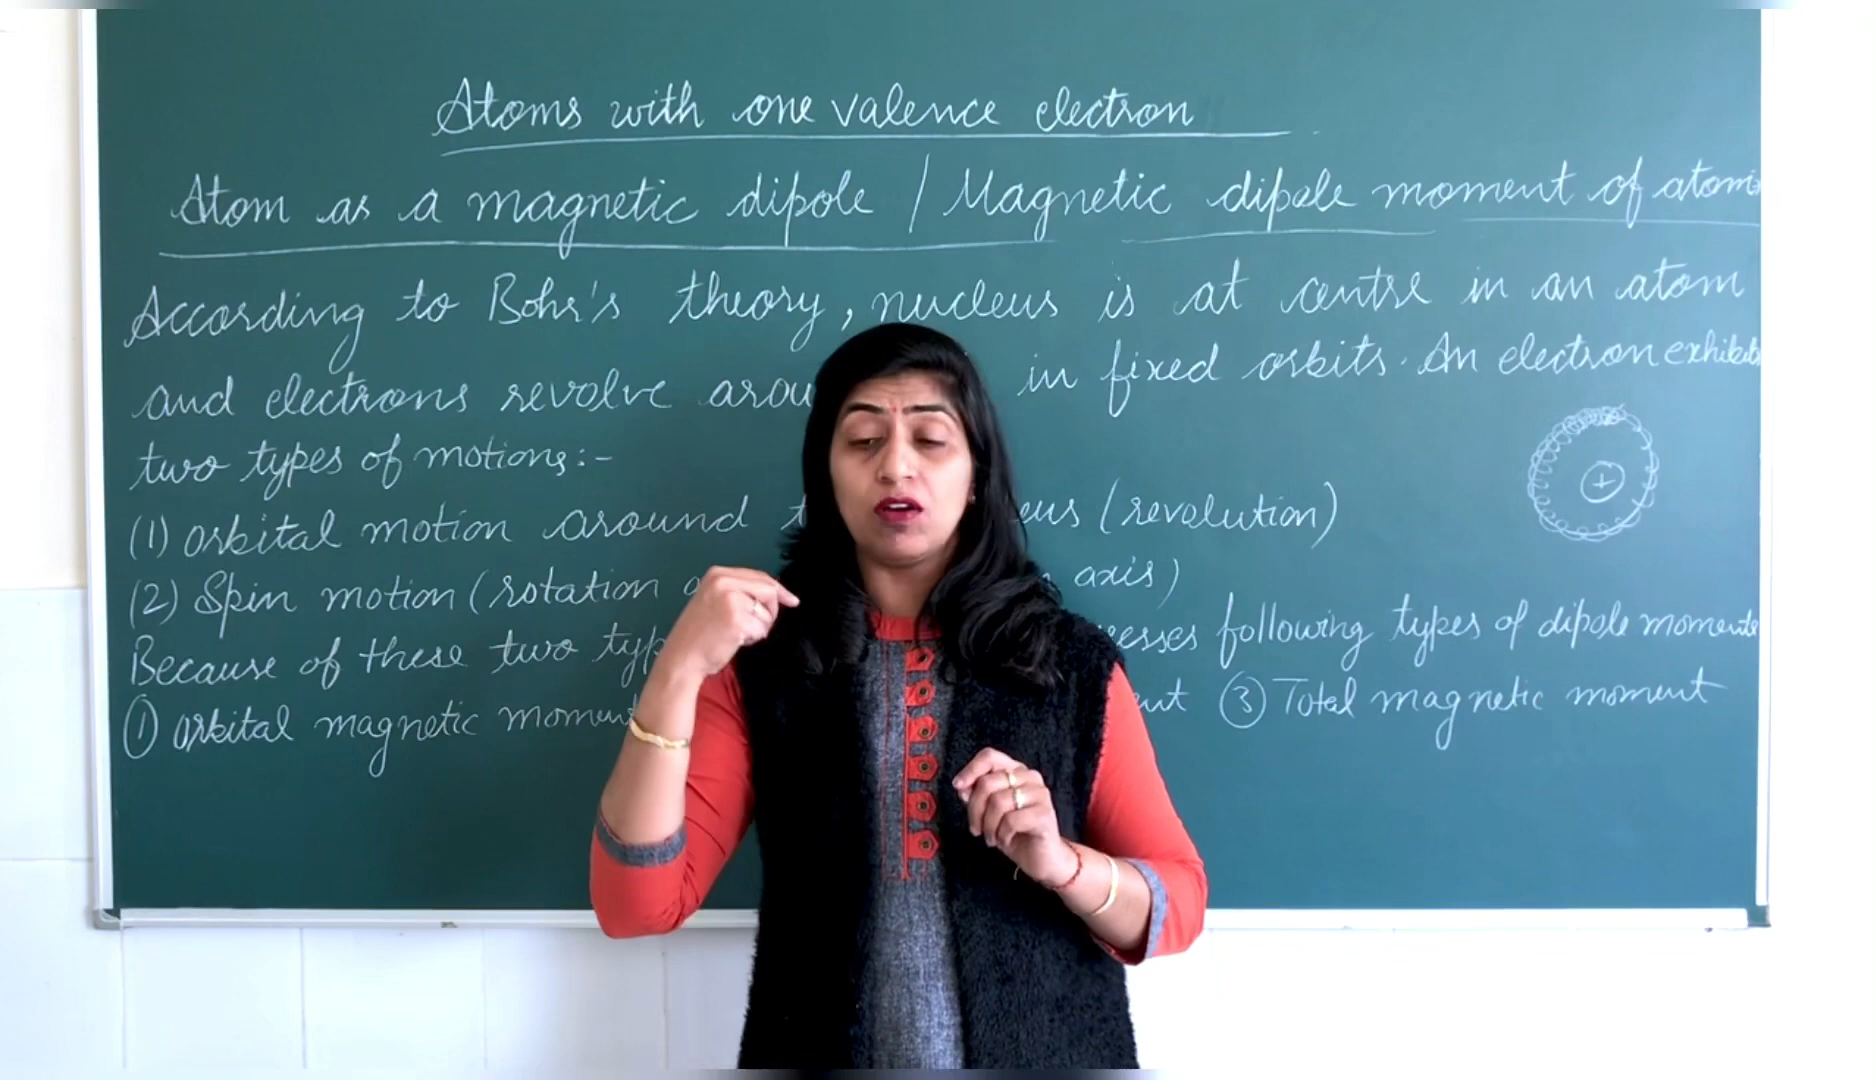 Atoms with one valence electron
Atom as a magnetic dipole / Magnetic dipole moment of atoms
According to Bohr's theory, nucleus is at centre in an atom
and electrons revolve arou in fixed orbits. An electron exhibits
two types of motions:-
(1) orbital motion around t eus (revolution)
(2) Spin motion (rotation a axis)
Because of these two typ esses following types of dipole moments
① orbital magnetic moment ent ③ Total magnetic moment
+